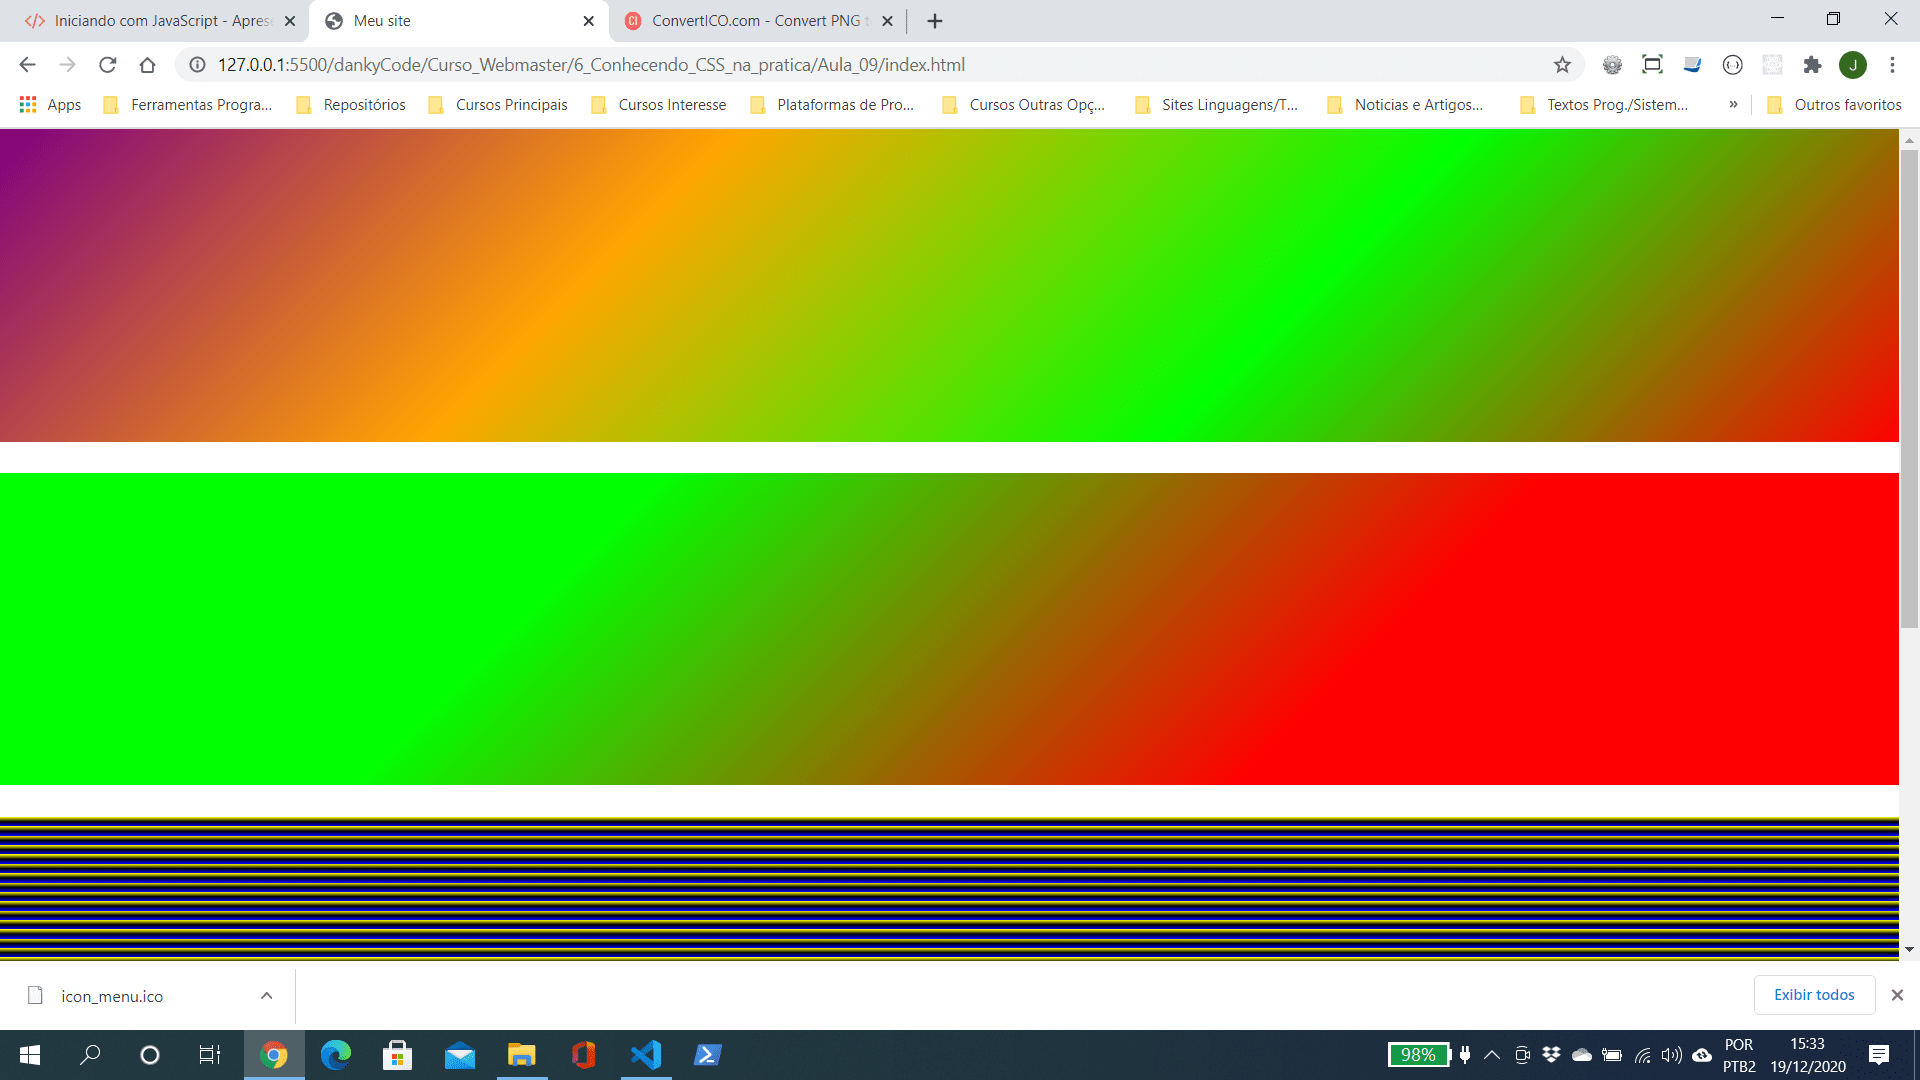 Iniciando com JavaScript - Aprese
Meu site
ConvertICO.com - Convert PNG t
127.0.0.1:5500/dankyCode/Curso_Webmaster/6_Conhecendo_CSS_na_pratica/Aula_09/index.html
J
Apps
Ferramentas Progra...
Repositórios
Cursos Principais
Cursos Interesse
Plataformas de Pro...
Cursos Outras Opç...
Sites Linguagens/T...
Noticias e Artigos...
Textos Prog./Sistem...
»
Outros favoritos
icon_menu.ico
Exibir todos
98%
POR
PTB2
15:33
19/12/2020